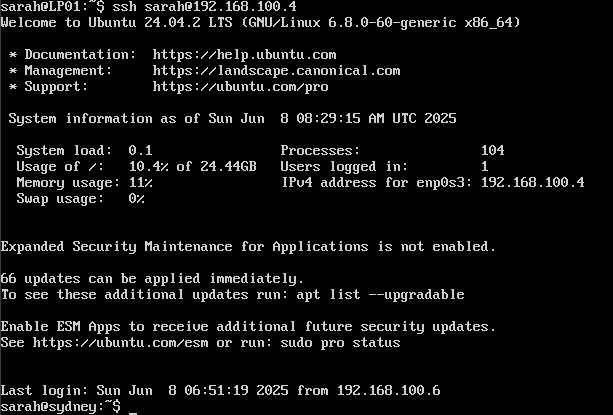 sarah@LP01:~$ ssh sarah@192.168.100.4
Welcome to Ubuntu 24.04.2 LTS (GNU/Linux 6.8.0-60-generic x86_64)

 * Documentation:  https://help.ubuntu.com
 * Management:     https://landscape.canonical.com
 * Support:        https://ubuntu.com/pro

 System information as of Sun Jun  8 08:29:15 AM UTC 2025

  System load:  0.1                Processes:               104
  Usage of /:   10.4% of 24.44GB   Users logged in:         1
  Memory usage: 11%                IPv4 address for enp0s3: 192.168.100.4
  Swap usage:   0%


Expanded Security Maintenance for Applications is not enabled.

66 updates can be applied immediately.
To see these additional updates run: apt list --upgradable

Enable ESM Apps to receive additional future security updates.
See https://ubuntu.com/esm or run: sudo pro status


Last login: Sun Jun  8 06:51:19 2025 from 192.168.100.6
sarah@sydney:~$ _